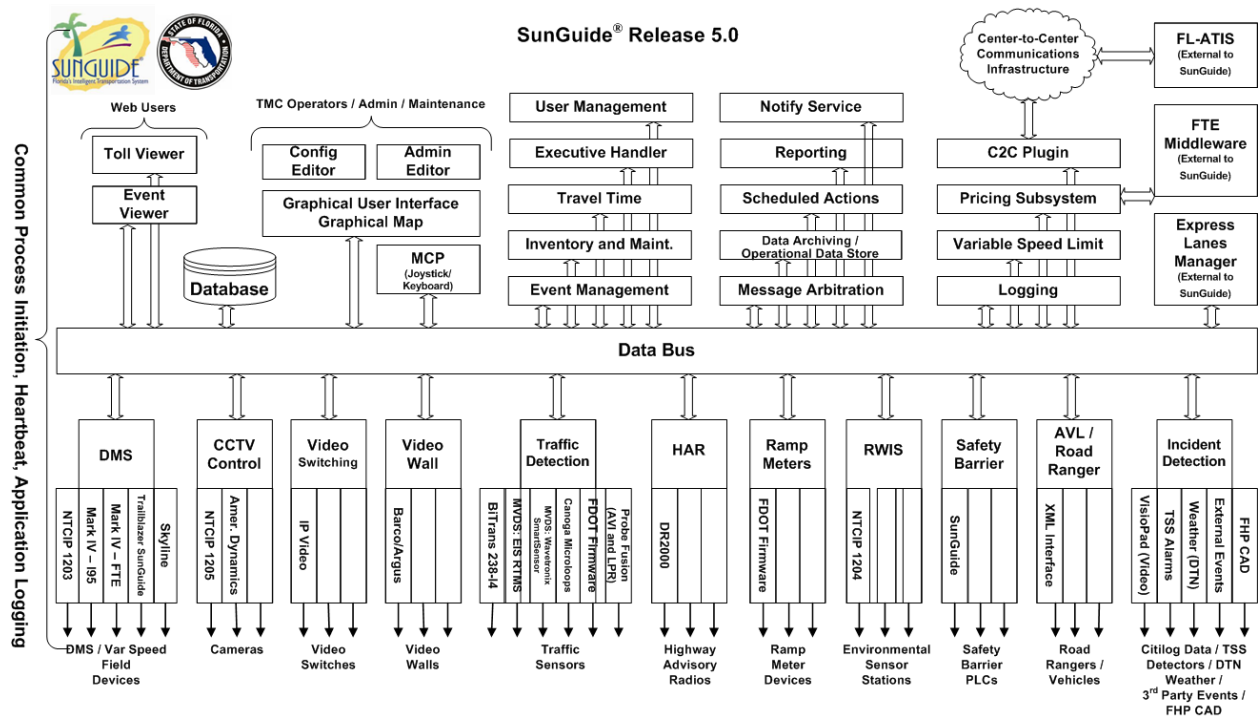 SunGuide® Release 5.0
SUNGUIDE®
Florida's Intelligent Transportation System
STATE OF FLORIDA
DEPARTMENT OF TRANSPORTATION
Common Process Initiation, Heartbeat, Application Logging
Web Users
Toll Viewer
Event
Viewer
TMC Operators / Admin / Maintenance
Config
Editor
Admin
Editor
Graphical User Interface
Graphical Map
MCP
(Joystick/
Keyboard)
Database
User Management
Executive Handler
Travel Time
Inventory and Maint.
Event Management
Notify Service
Reporting
Scheduled Actions
Data Archiving /
Operational Data Store
Message Arbitration
Center-to-Center
Communications
Infrastructure
C2C Plugin
Pricing Subsystem
Variable Speed Limit
Logging
FL-ATIS
(External to
SunGuide)
FTE
Middleware
(External to
SunGuide)
Express
Lanes
Manager
(External to
SunGuide)
Data Bus
DMS
NTCIP 1203
Mark IV – I95
Mark IV – FTE
Trailblazer SunGuide
Skyline
DMS / Var Speed
Field
Devices
CCTV
Control
NTCIP 1205
Amer. Dynamics
Cameras
Video
Switching
IP Video
Video
Switches
Video
Wall
Barco/Argus
Video
Walls
Traffic
Detection
BiTrans 238-I4
MVDS: EIS RTMS
MVDS: Wavetronix
SmartSensor
Canoga Microloops
FDOT Firmware
Probe Fusion
(AVI and LPR)
Traffic
Sensors
HAR
DR2000
Highway
Advisory
Radios
Ramp
Meters
FDOT Firmware
Ramp
Meter
Devices
RWIS
NTCIP 1204
Environmental
Sensor
Stations
Safety
Barrier
SunGuide
Safety
Barrier
PLCs
AVL /
Road
Ranger
XML Interface
Road
Rangers /
Vehicles
Incident
Detection
VisioPad (Video)
TSS Alarms
Weather (DTN)
External Events
FHP CAD
Citilog Data / TSS
Detectors / DTN
Weather /
3rd Party Events /
FHP CAD